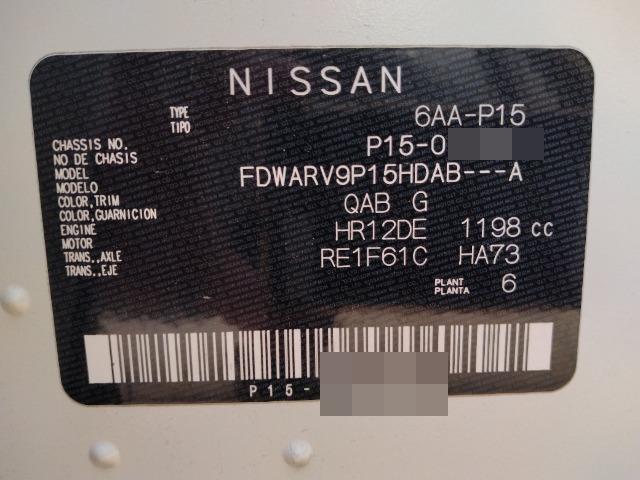 NISSAN
TYPE
TIPO
6AA-P15
CHASSIS NO.
NO DE CHASIS
P15-0
MODEL
MODELO
FDWARV9P15HDAB---A
COLOR,TRIM
COLOR,GUARNICION
QAB G
ENGINE
MOTOR
HR12DE 1198 cc
TRANS.,AXLE
TRANS.,EJE
RE1F61C HA73
PLANT
PLANTA
6
P15-